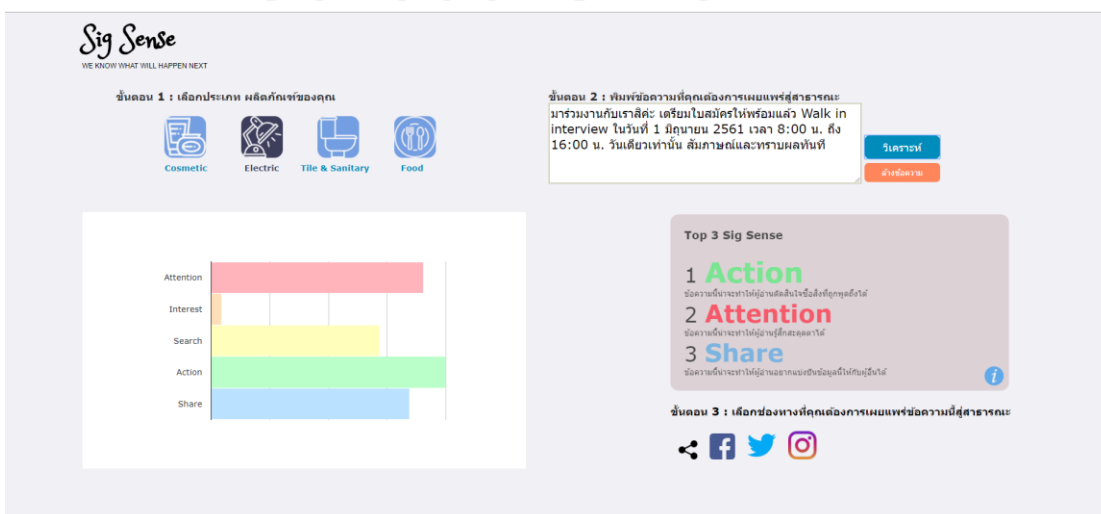 Sig Sense
WE KNOW WHAT WILL HAPPEN NEXT
ขั้นตอน 1 : เลือกประเภท ผลิตภัณฑ์ของคุณ
Cosmetic
Electric
Tile & Sanitary
Food
ขั้นตอน 2 : พิมพ์ข้อความที่คุณต้องการเผยแพร่สู่สาธารณะ
มาร่วมงานกับเราสิค่ะ เตรียมใบสมัครให้พร้อมแล้ว Walk in
interview ในวันที่ 1 มิถุนายน 2561 เวลา 8:00 น. ถึง
16:00 น. วันเดียวเท่านั้น สัมภาษณ์และทราบผลทันที
วิเคราะห์
ล้างข้อความ
Attention
Interest
Search
Action
Share
Top 3 Sig Sense
1 Action
ข้อความนี้น่าจะทำให้ผู้อ่านตัดสินใจซื้อสิ่งที่ถูกพูดถึงได้
2 Attention
ข้อความนี้น่าจะทำให้ผู้อ่านรู้สึกสะดุดตาได้
3 Share
ข้อความนี้น่าจะทำให้ผู้อ่านอยากแบ่งปันข้อมูลนี้ให้กับผู้อื่นได้
ขั้นตอน 3 : เลือกช่องทางที่คุณต้องการเผยแพร่ข้อความนี้สู่สาธารณะ